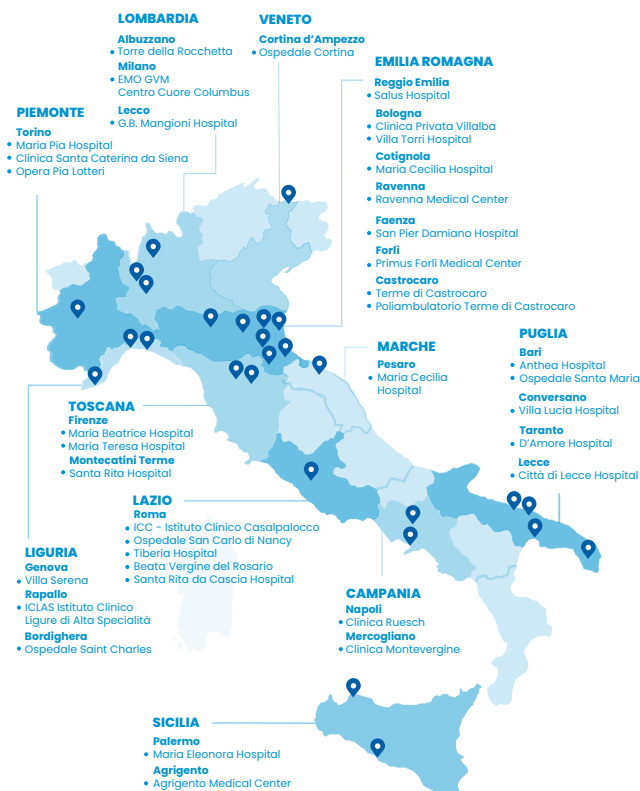 LOMBARDIA
Albuzzano
• Torre della Rocchetta
Milano
• EMO GVM
Centro Cuore Columbus
Lecco
• G.B. Mangioni Hospital
VENETO
Cortina d'Ampezzo
• Ospedale Cortina
EMILIA ROMAGNA
Reggio Emilia
• Salus Hospital
Bologna
• Clinica Privata Villalba
• Villa Torri Hospital
Cotignola
• Maria Cecilia Hospital
Ravenna
• Ravenna Medical Center
Faenza
• San Pier Damiano Hospital
Forlì
• Primus Forlì Medical Center
Castrocaro
• Terme di Castrocaro
• Poliambulatorio Terme di Castrocaro
PIEMONTE
Torino
• Maria Pia Hospital
• Clinica Santa Caterina da Siena
• Opera Pia Lotteri
PUGLIA
Bari
• Anthea Hospital
• Ospedale Santa Maria
Conversano
• Villa Lucia Hospital
Taranto
• D'Amore Hospital
Lecce
• Città di Lecce Hospital
MARCHE
Pesaro
• Maria Cecilia
Hospital
TOSCANA
Firenze
• Maria Beatrice Hospital
• Maria Teresa Hospital
Montecatini Terme
• Santa Rita Hospital
LAZIO
Roma
• ICC - Istituto Clinico Casalpalocco
• Ospedale San Carlo di Nancy
• Tiberia Hospital
• Beata Vergine del Rosario
• Santa Rita da Cascia Hospital
LIGURIA
Genova
• Villa Serena
Rapallo
• ICLAS Istituto Clinico
Ligure di Alta Specialità
Bordighera
• Ospedale Saint Charles
CAMPANIA
Napoli
• Clinica Ruesch
Mercogliano
• Clinica Montevergine
SICILIA
Palermo
• Maria Eleonora Hospital
Agrigento
• Agrigento Medical Center